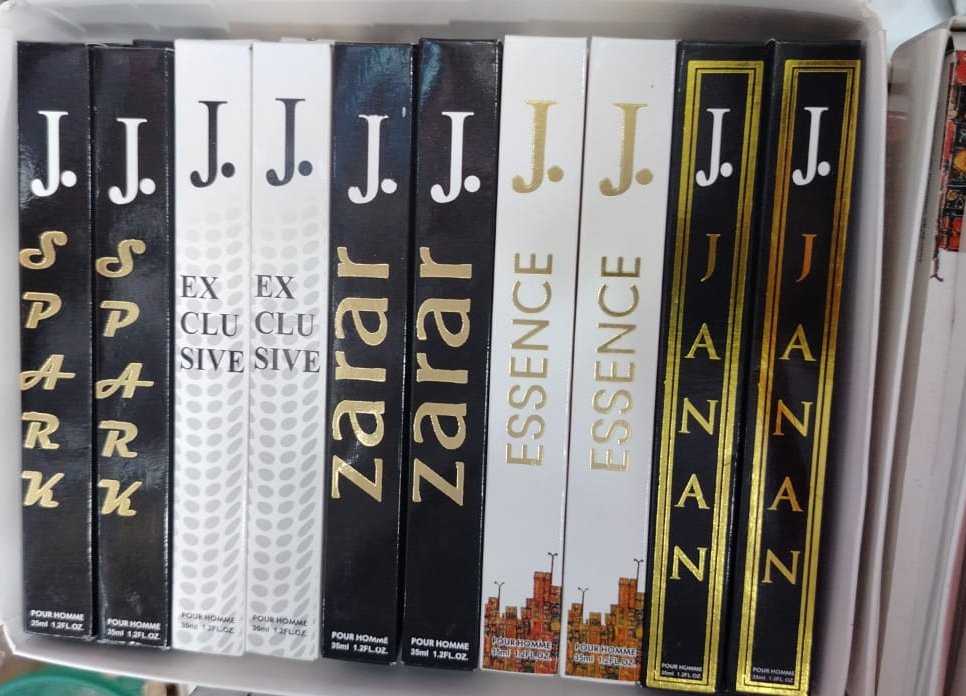 J.
SPARK
POUR HOMME
35ml 1.2FL.OZ.
J.
SPARK
POUR HOMME
35ml 1.2FL.OZ.
J.
EX
CLU
SIVE
POUR HOMME
35ml 1.2FL.OZ.
J.
EX
CLU
SIVE
POUR HOMME
35ml 1.2FL.OZ.
J.
zarar
POUR HOMME
35ml 1.2FL.OZ.
J.
zarar
POUR HOMME
35ml 1.2FL.OZ.
J.
ESSENCE
POUR HOMME
35ml 1.2FL.OZ.
J.
ESSENCE
POUR HOMME
35ml 1.2FL.OZ.
J.
JANAN
POUR HOMME
35ml 1.2FL.OZ.
J.
JANAN
POUR HOMME
35ml 1.2FL.OZ.